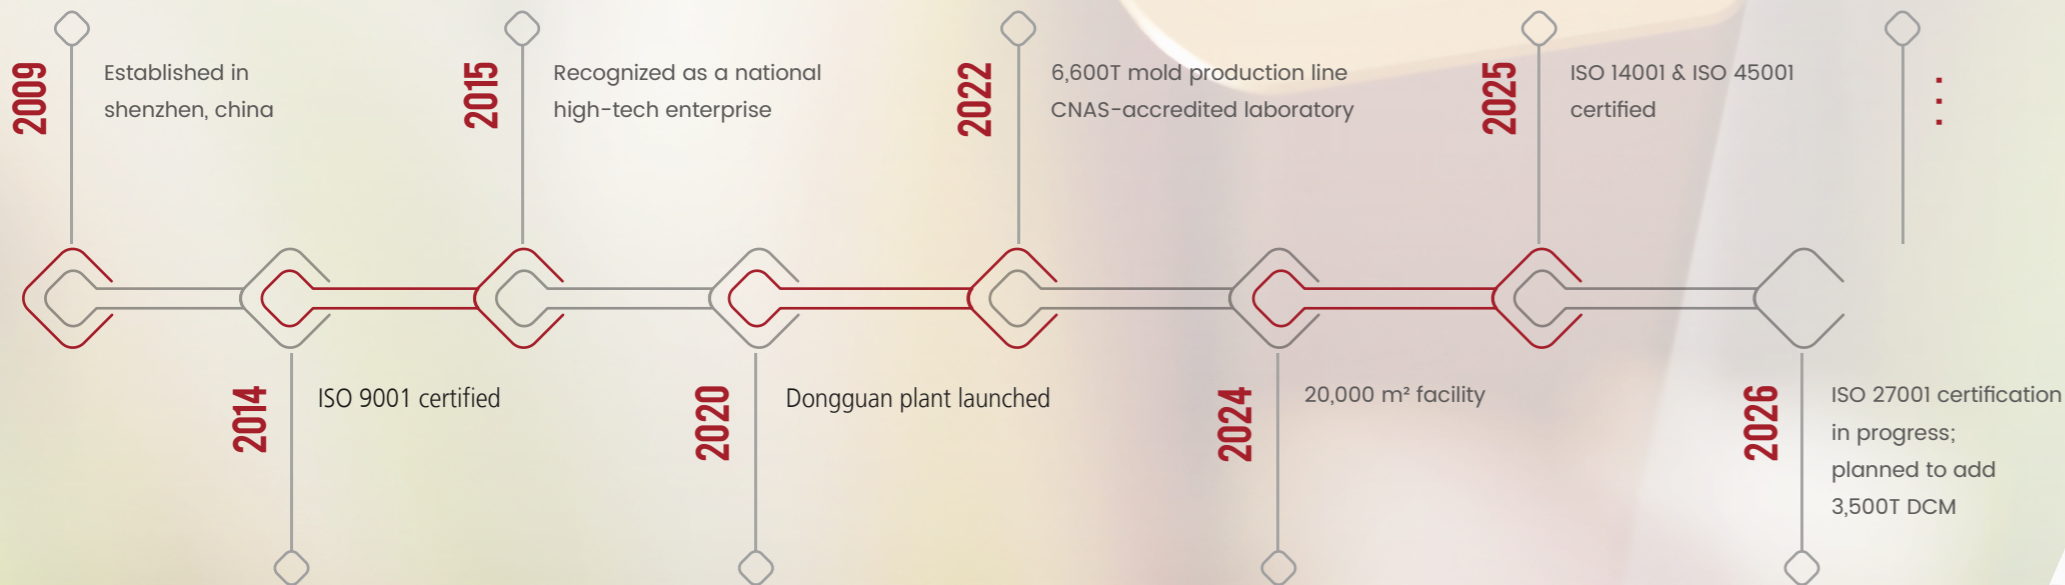 2009
Established in
shenzhen, china
2014
ISO 9001 certified
2015
Recognized as a national
high-tech enterprise
2020
Dongguan plant launched
2022
6,600T mold production line
CNAS-accredited laboratory
2024
20,000 m² facility
2025
ISO 14001 & ISO 45001
certified
2026
ISO 27001 certification
in progress;
planned to add
3,500T DCM
...